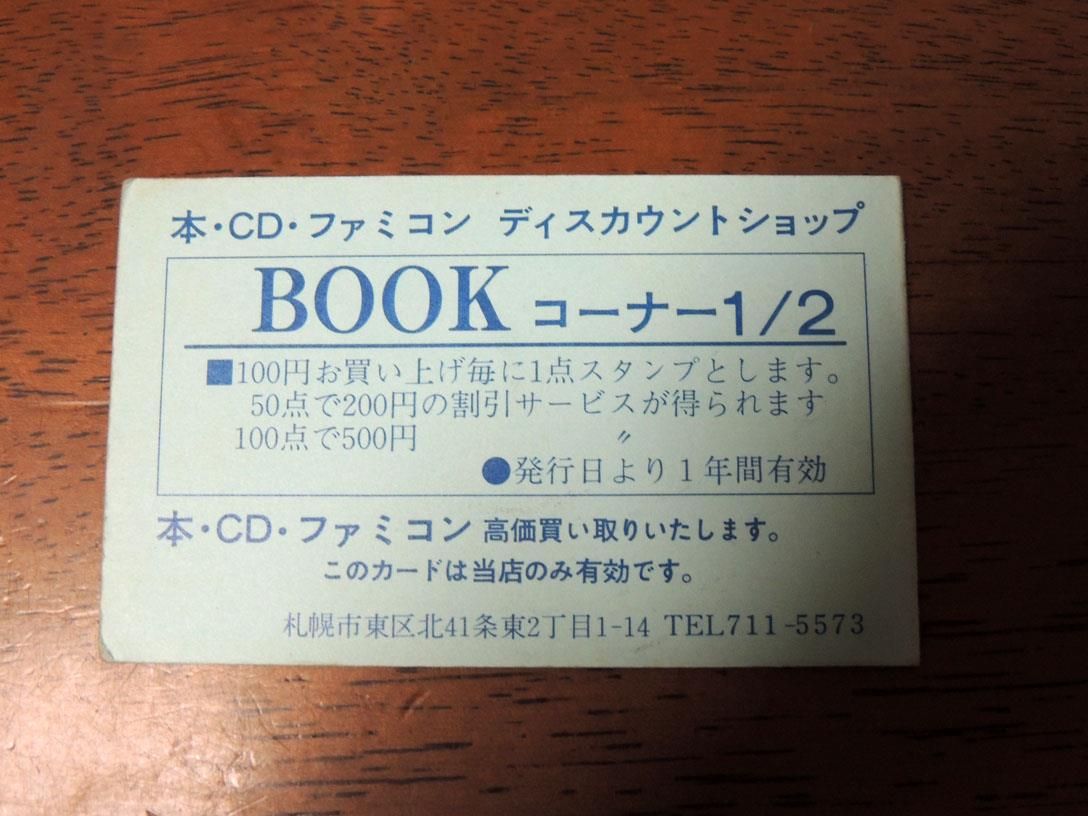 本・CD・ファミコン ディスカウントショップ
BOOK コーナー1/2
■100円お買い上げ毎に1点スタンプとします。
50点で200円の割引サービスが得られます
100点で500円 〃
●発行日より1年間有効
本・CD・ファミコン 高価買い取りいたします。
このカードは当店のみ有効です。
札幌市東区北41条東2丁目1-14 TEL711-5573